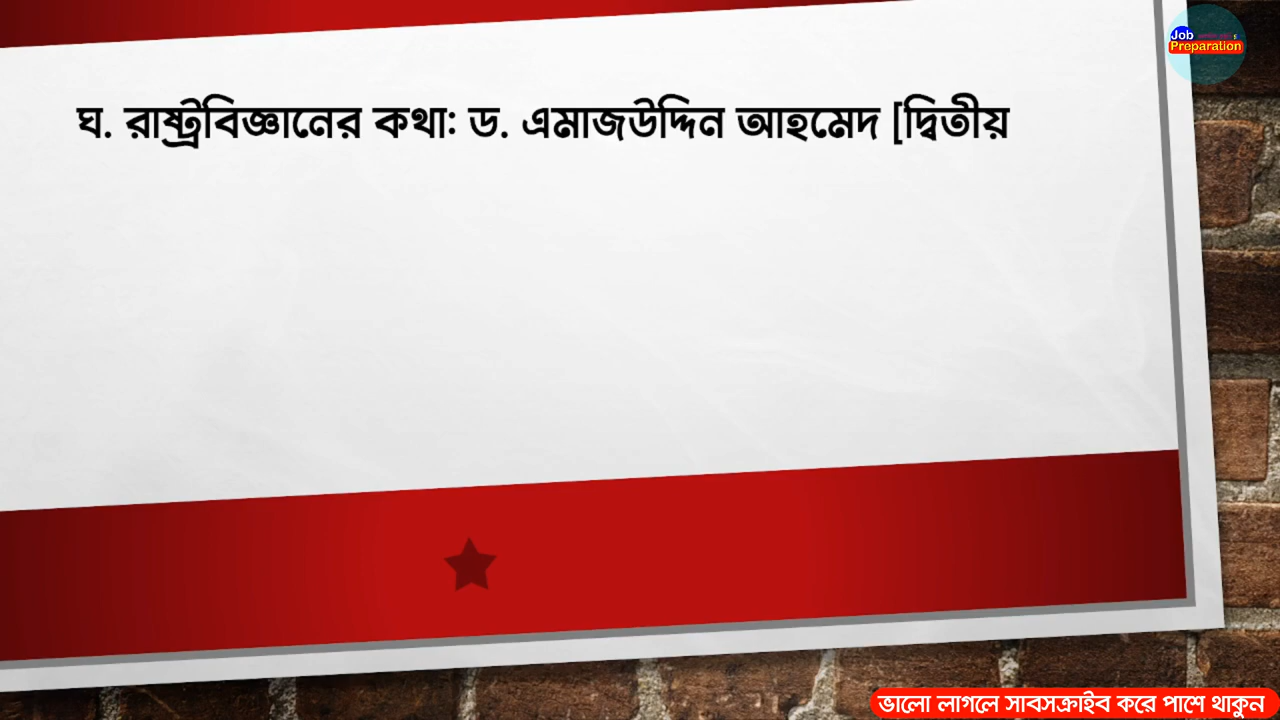 Job
Preparation
ঘ. রাষ্ট্রবিজ্ঞানের কথা: ড. এমাজউদ্দিন আহমেদ [দ্বিতীয়
ভালো লাগলে সাবসক্রাইব করে পাশে থাকুন